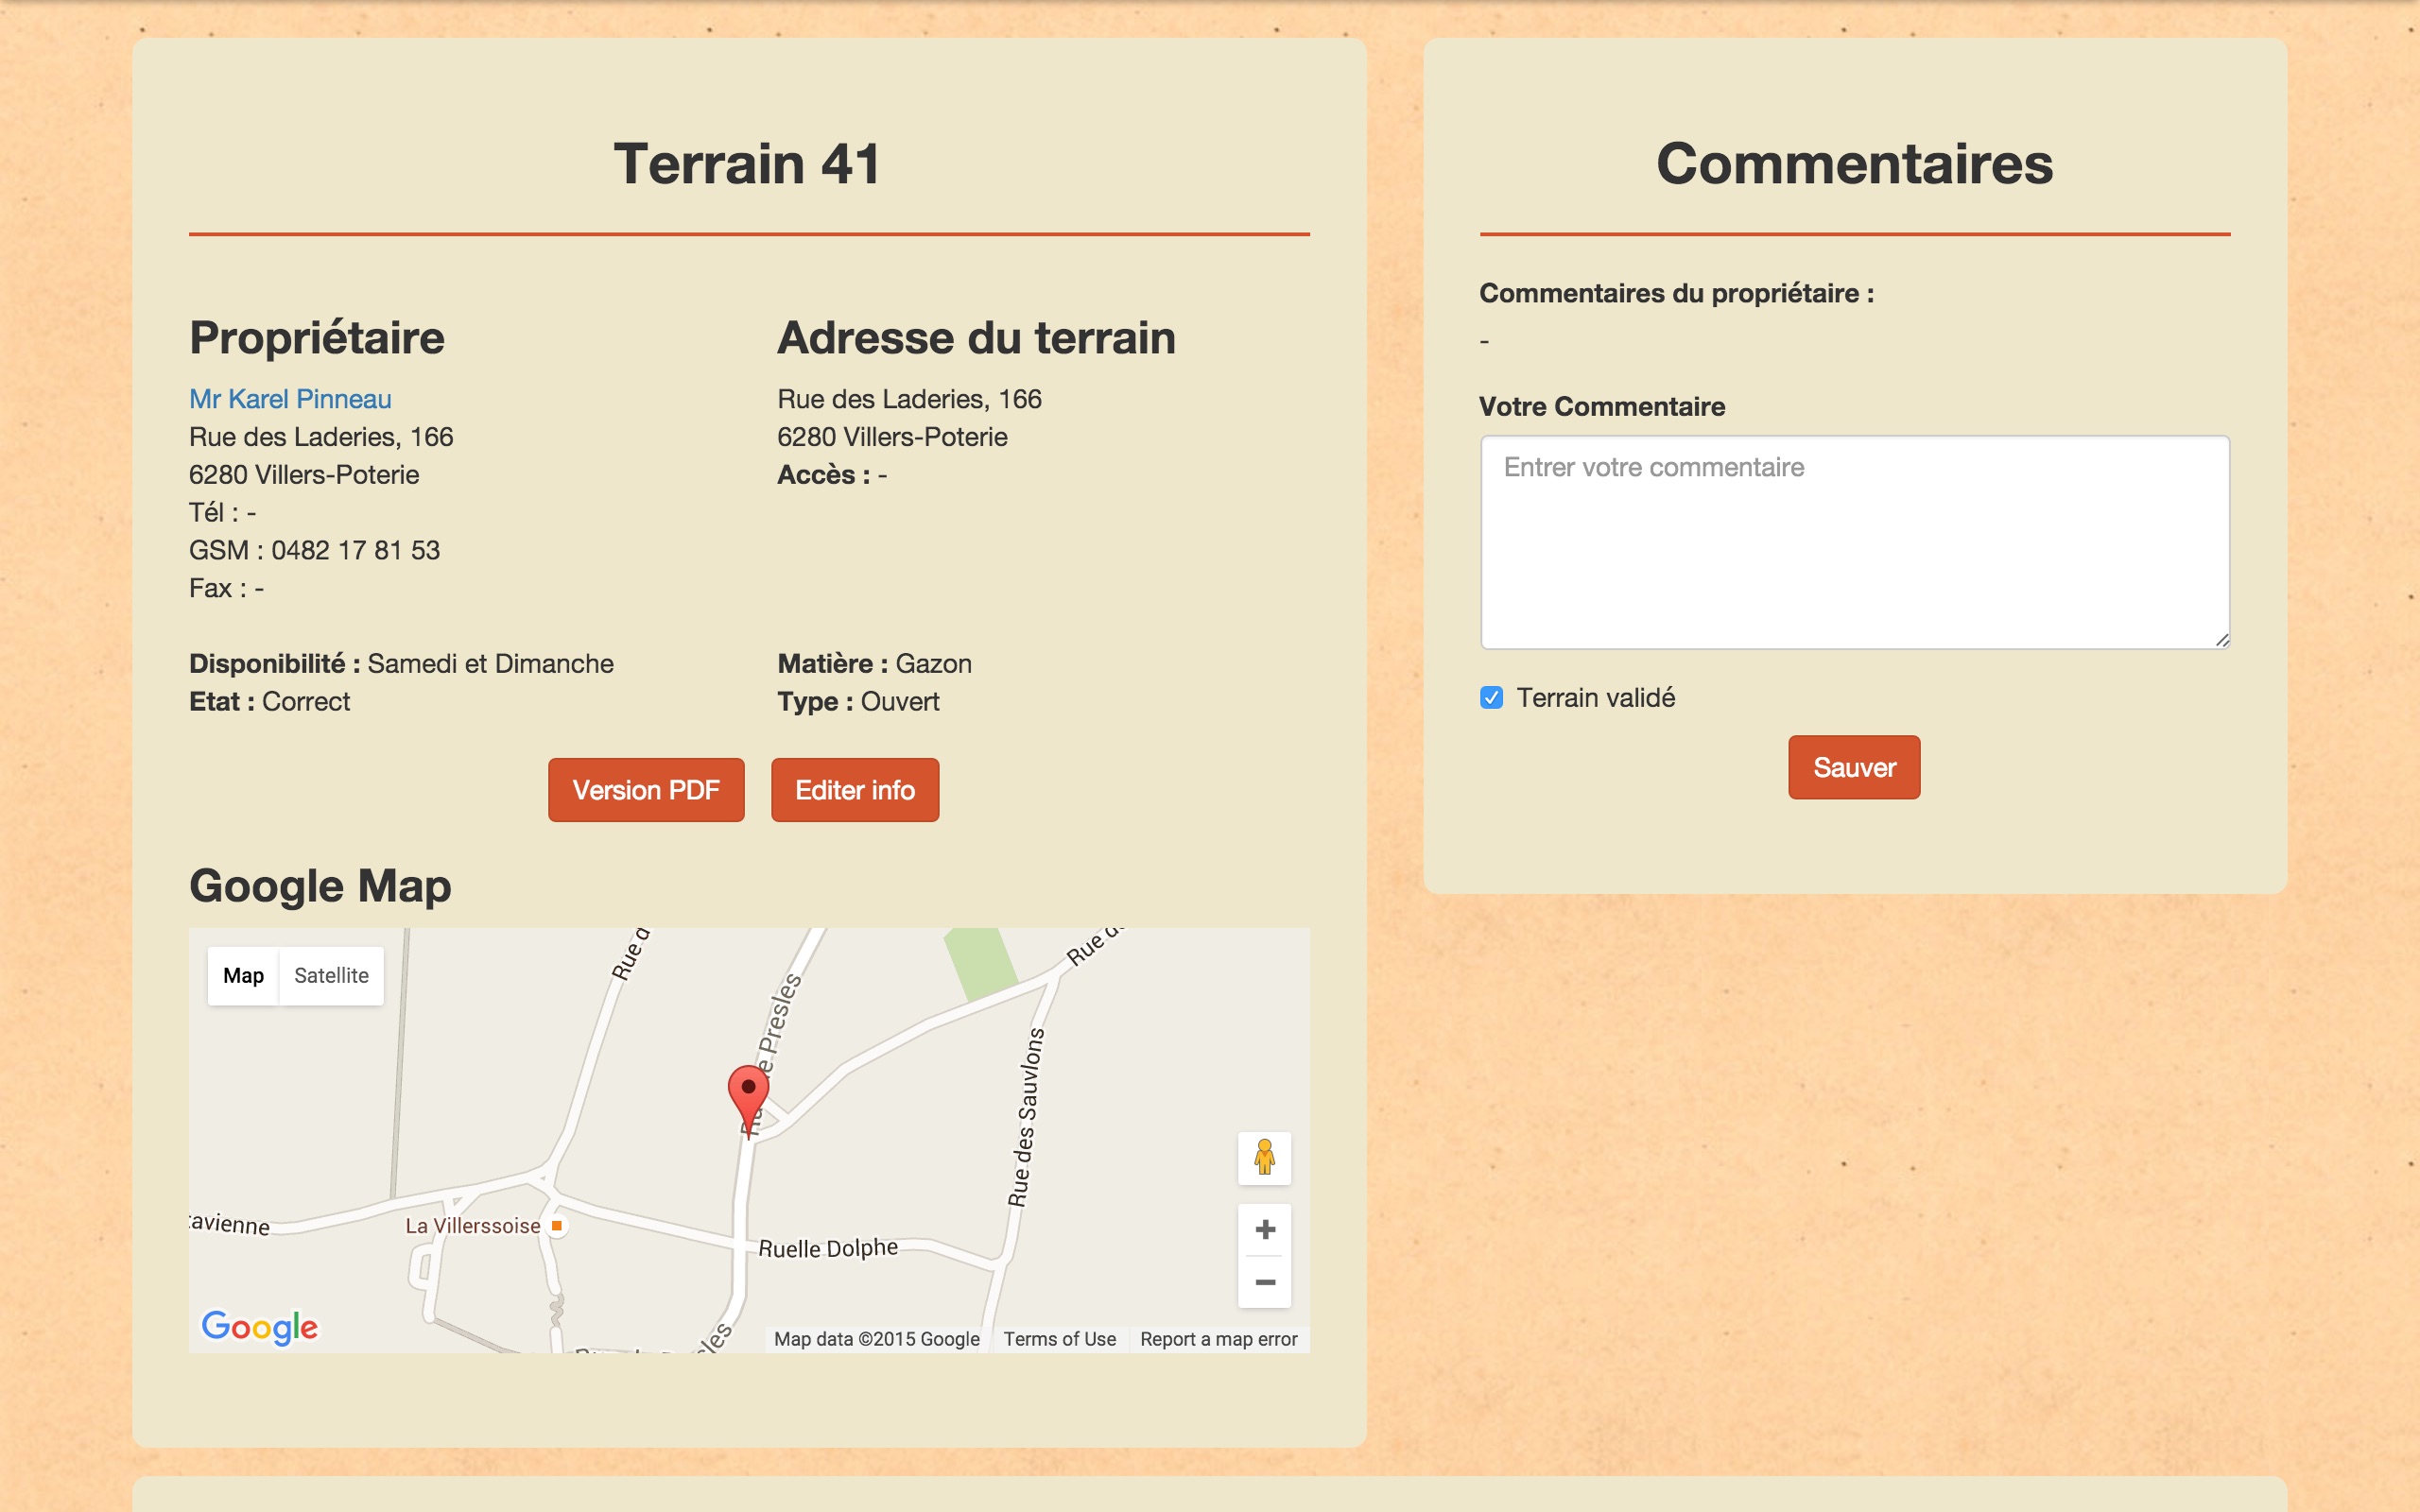 Terrain 41
Propriétaire
Mr Karel Pinneau
Rue des Laderies, 166
6280 Villers-Poterie
Tél : -
GSM : 0482 17 81 53
Fax : -
Adresse du terrain
Rue des Laderies, 166
6280 Villers-Poterie
Accès : -
Disponibilité : Samedi et Dimanche
Etat : Correct
Matière : Gazon
Type : Ouvert
Version PDF
Editer info
Google Map
Map
Satellite
Rue d
Presles
Rue
Rue des Sauvlons
avienne
La Villerssoise
Ruelle Dolphe
Google
Map data ©2015 Google
Terms of Use
Report a map error
Commentaires
Commentaires du propriétaire :
-
Votre Commentaire
Entrer votre commentaire
Terrain validé
Sauver